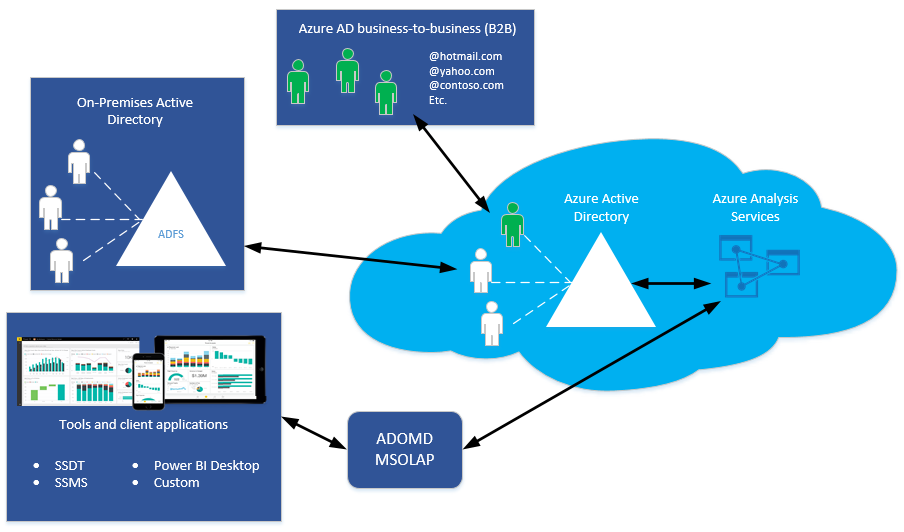 Azure AD business-to-business (B2B)
@hotmail.com
@yahoo.com
@contoso.com
Etc.
On-Premises Active
Directory
ADFS
Azure Active
Directory
Azure Analysis
Services
Tools and client applications
• SSDT
• SSMS
• Power BI Desktop
• Custom
ADOMD
MSOLAP